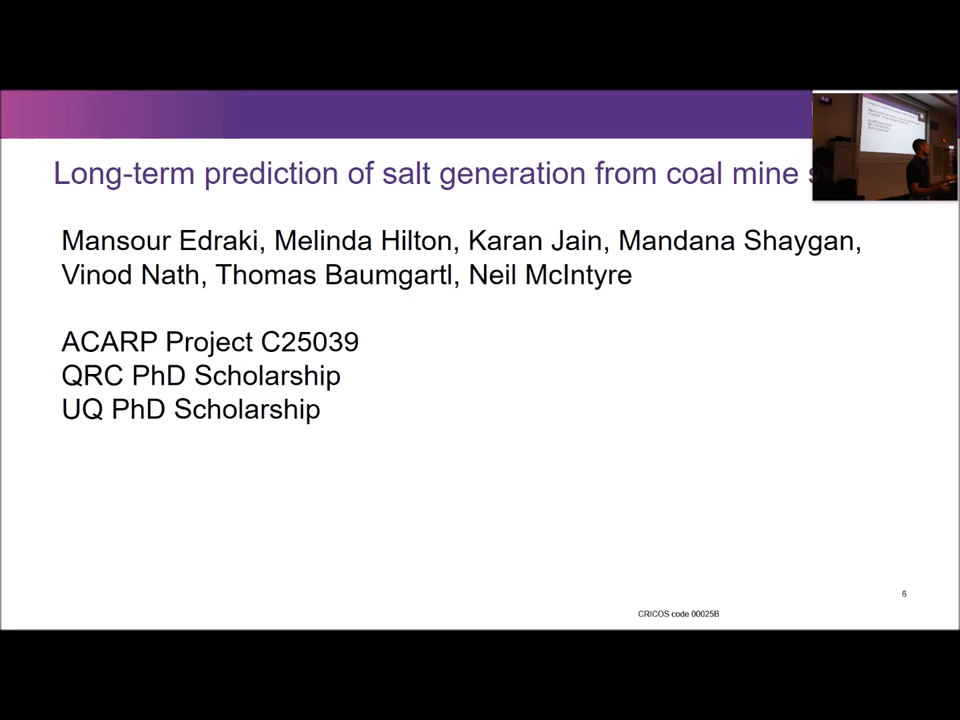 Long-term prediction of salt generation from coal mine
Mansour Edraki, Melinda Hilton, Karan Jain, Mandana Shaygan,
Vinod Nath, Thomas Baumgartl, Neil McIntyre
ACARP Project C25039
QRC PhD Scholarship
UQ PhD Scholarship
6
CRICOS code 00025B